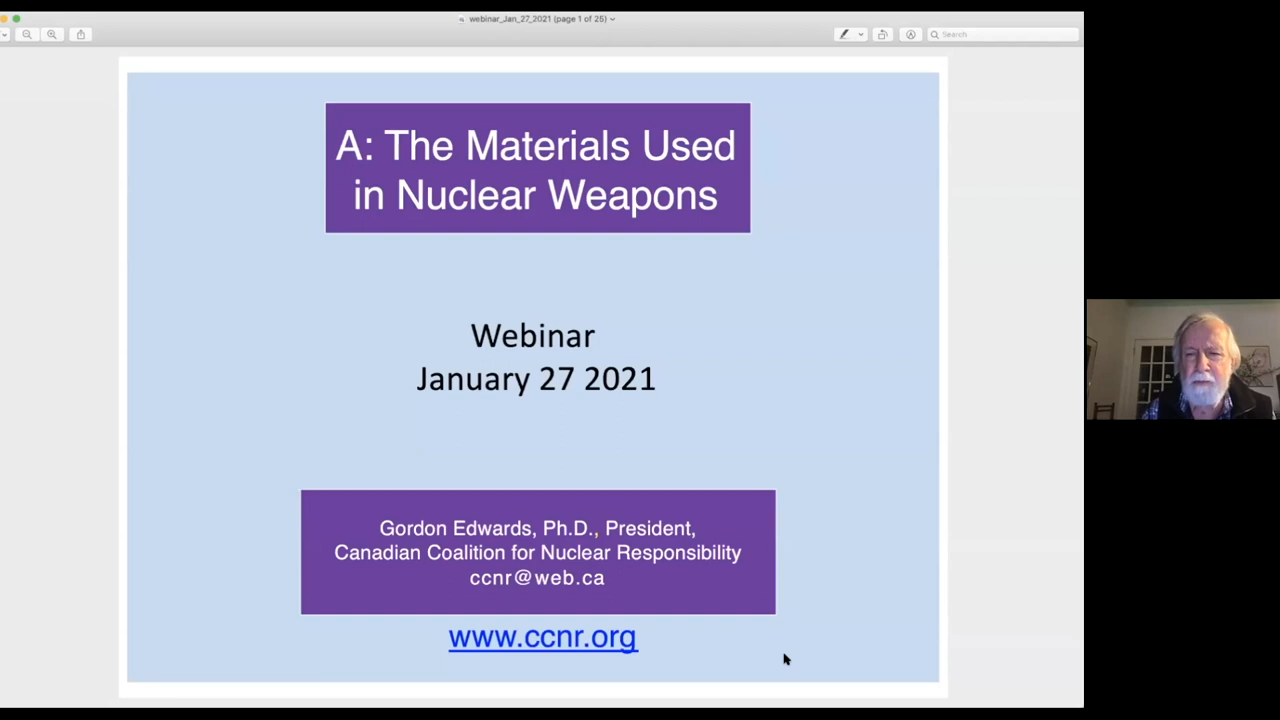 webinar_Jan_27_2021 (page 1 of 25)
Search
A: The Materials Used
in Nuclear Weapons
Webinar
January 27 2021
Gordon Edwards, Ph.D., President,
Canadian Coalition for Nuclear Responsibility
ccnr@web.ca
www.ccnr.org